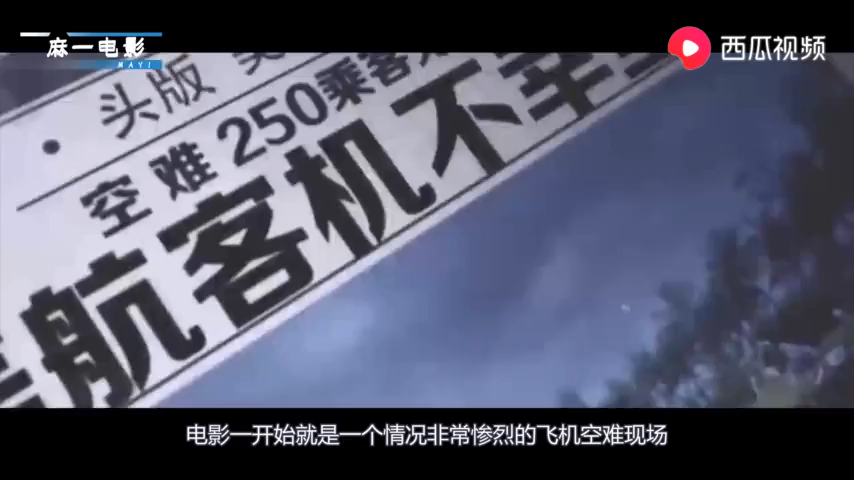 麻一电影
MAYI
西瓜视频
·头版
空难 250乘客
航客机不幸
电影一开始就是一个情况非常惨烈的飞机空难现场